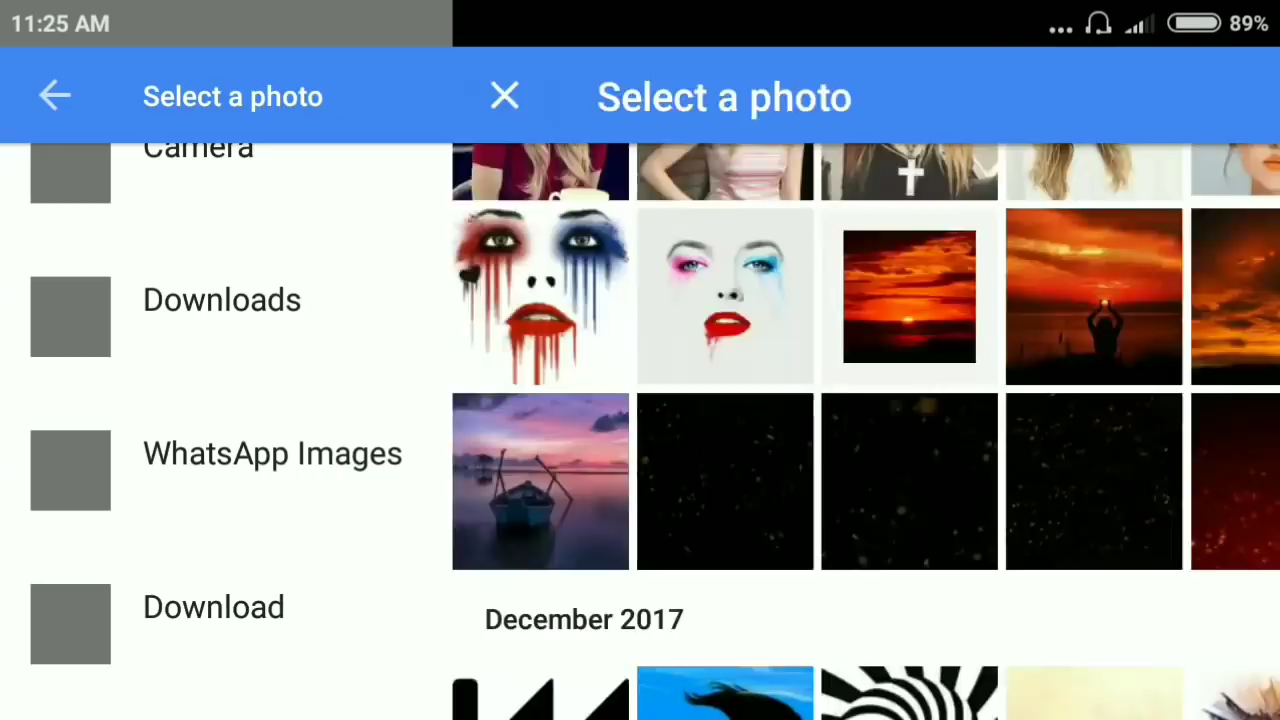 11:25 AM
89%
Select a photo
Select a photo
Camera
Downloads
WhatsApp Images
Download
December 2017